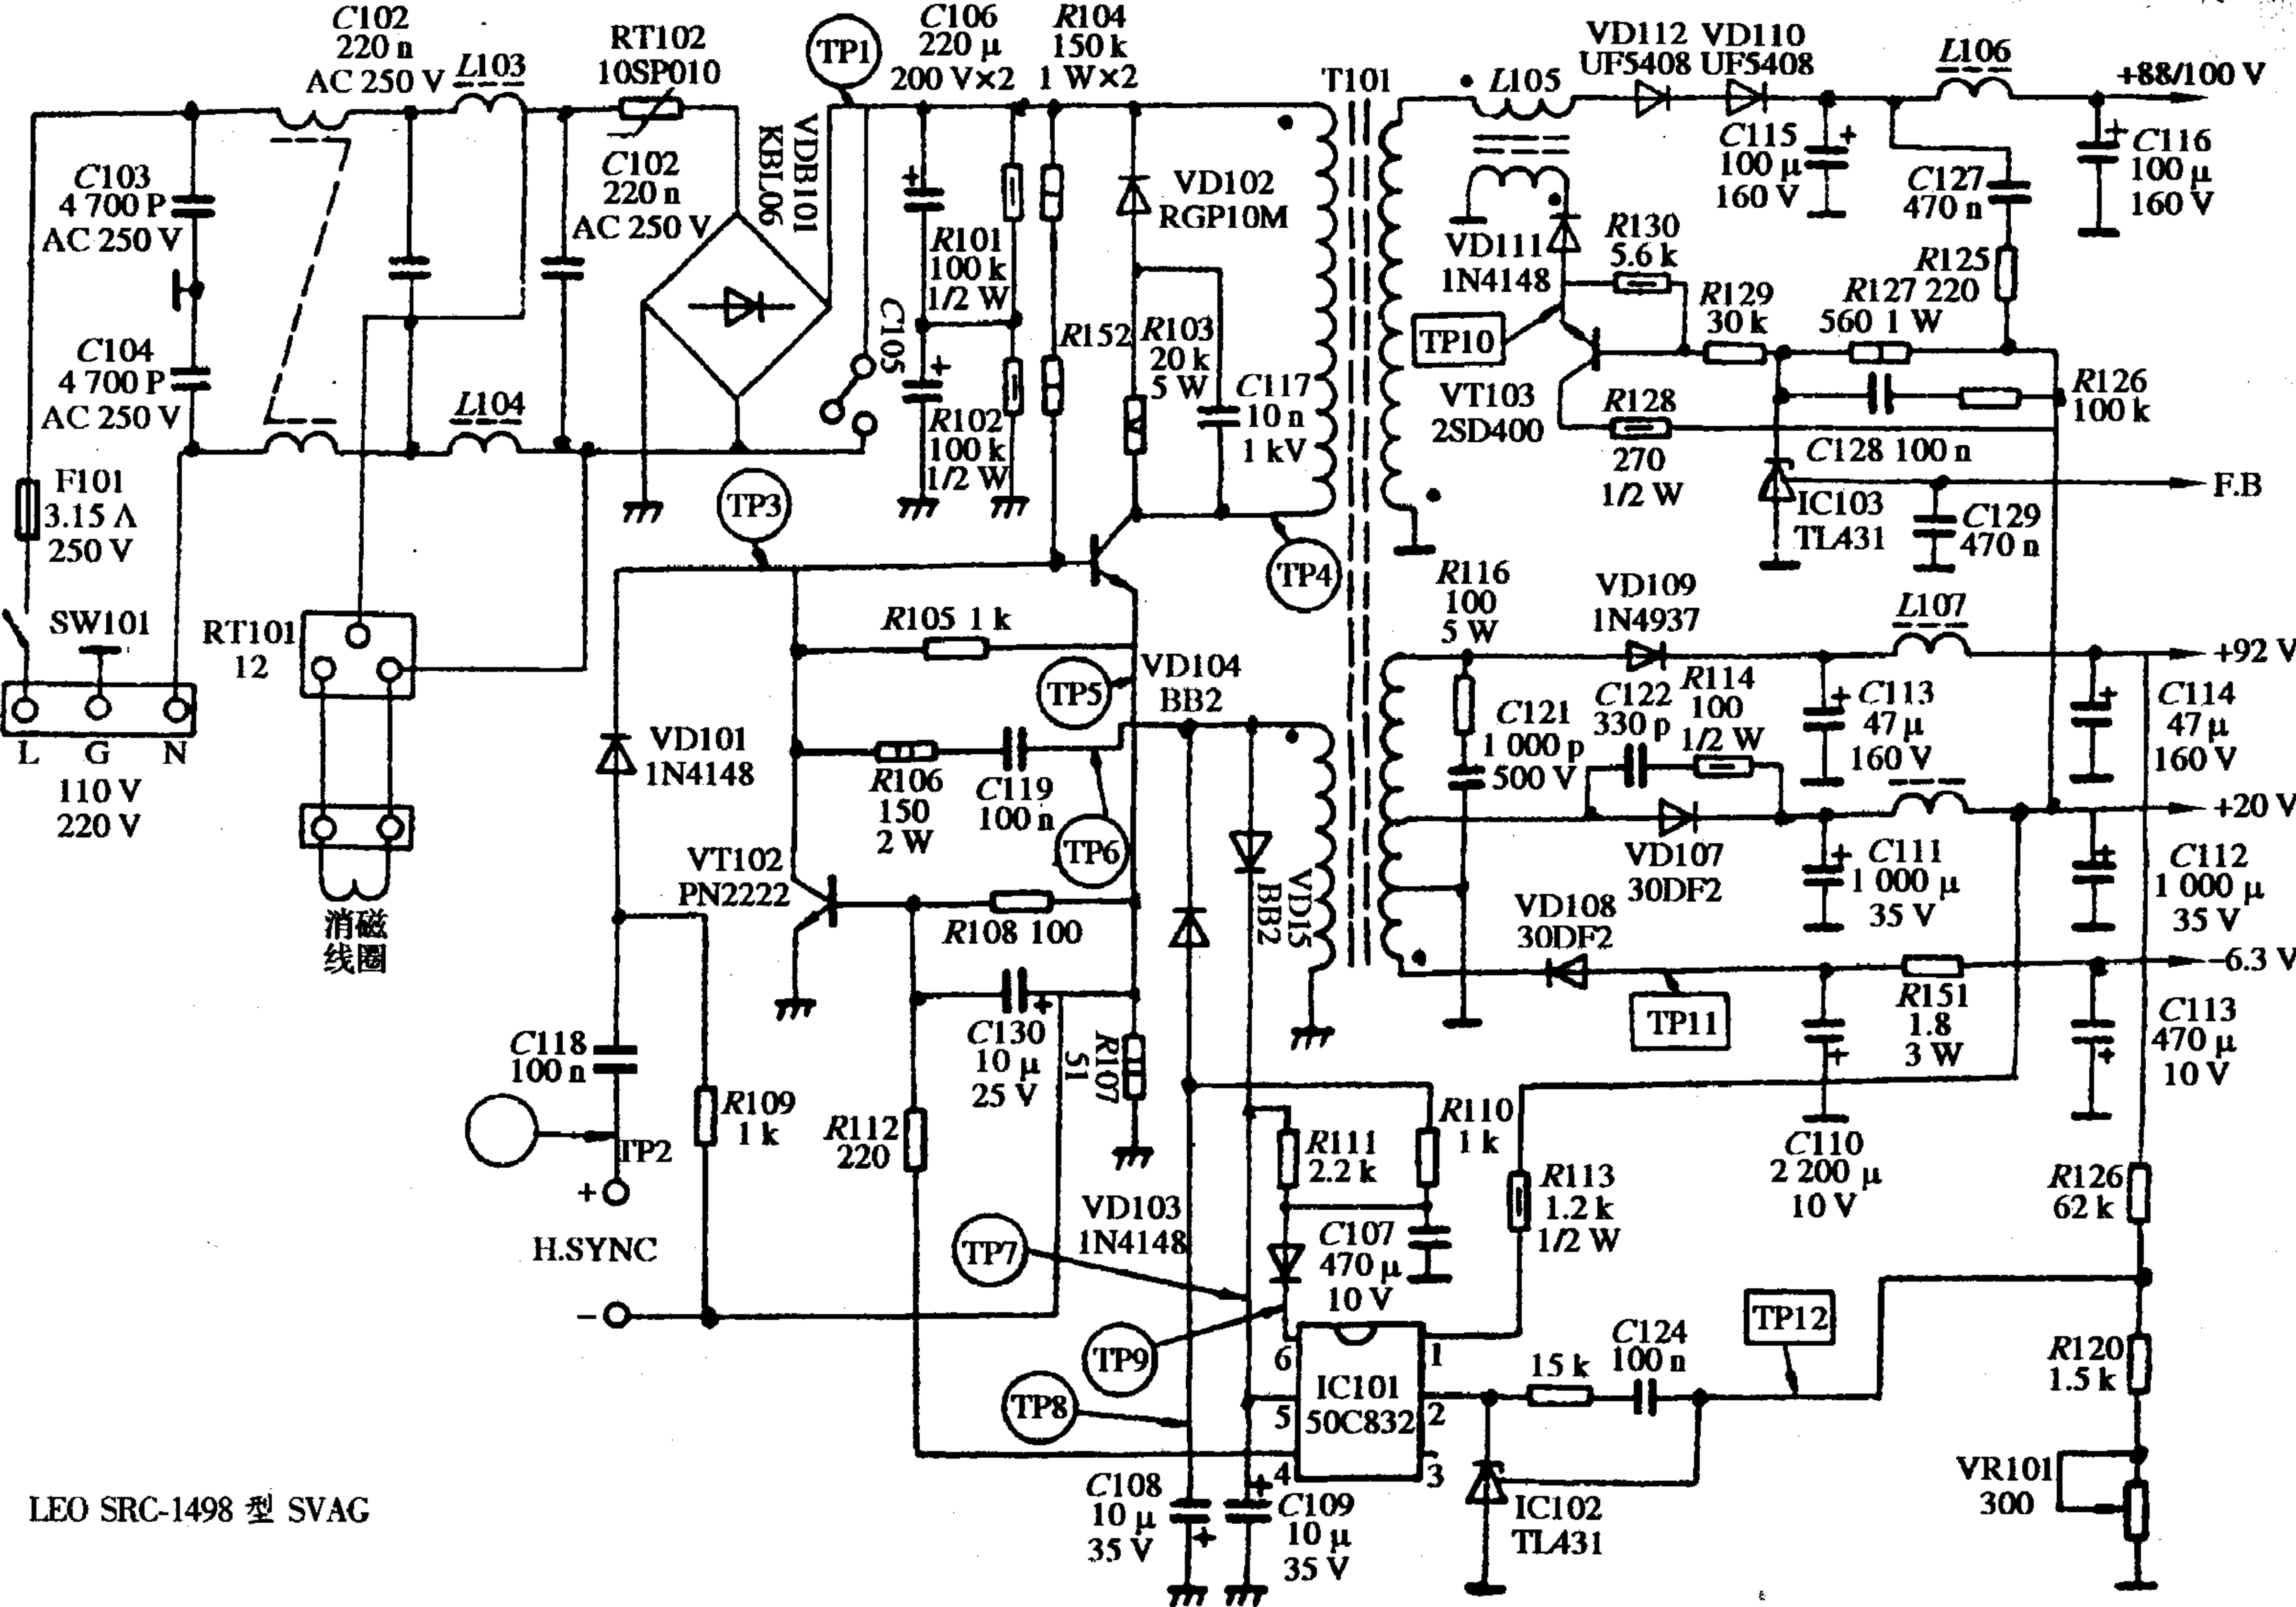 C102
220 n
AC 250 V
L103
RT102
10SP010
TP1
C106
220 µ
200 V×2
R104
150 k
1 W×2
T101
L105
VD112
UF5408
VD110
UF5408
L106
+88/100 V
C103
4 700 P
AC 250 V
C102
220 n
AC 250 V
VDB101
KBL06
VD102
RGP10M
C115
100 µ
160 V
C127
470 n
C116
100 µ
160 V
R101
100 k
1/2 W
VD111
1N4148
R130
5.6 k
R125
220
C105
R152
R103
20 k
5 W
TP10
R129
30 k
R127
560 1 W
C104
4 700 P
AC 250 V
L104
R102
100 k
1/2 W
C117
10 n
1 kV
VT103
2SD400
R128
270
1/2 W
R126
100 k
C128 100 n
F101
3.15 A
250 V
TP3
TP4
IC103
TL431
F.B
C129
470 n
SW101
RT101
12
R105 1 k
TP5
VD104
BB2
R116
100
5 W
VD109
1N4937
L107
+92 V
L
G
N
110 V
220 V
VD101
1N4148
R106
150
2 W
C119
100 n
TP6
C121
1 000 p
500 V
C122
330 p
R114
100
1/2 W
C113
47 µ
160 V
C114
47 µ
160 V
+20 V
消磁
线圈
VT102
PN2222
R108 100
VD15
BB2
VD107
30DF2
C111
1 000 µ
35 V
C112
1 000 µ
35 V
VD108
30DF2
−6.3 V
TP11
R151
1.8
3 W
C113
470 µ
10 V
C118
100 n
C130
10 µ
25 V
R107
51
TP2
R109
1 k
R112
220
R111
2.2 k
R110
1 k
C110
2 200 µ
10 V
+
H.SYNC
−
TP7
VD103
1N4148
C107
470 µ
10 V
R113
1.2 k
1/2 W
R126
62 k
TP9
TP8
6
5
4
IC101
50C832
1
2
3
15 k
C124
100 n
TP12
R120
1.5 k
VR101
300
C108
10 µ
35 V
C109
10 µ
35 V
IC102
TL431
LEO SRC-1498 型 SVAG